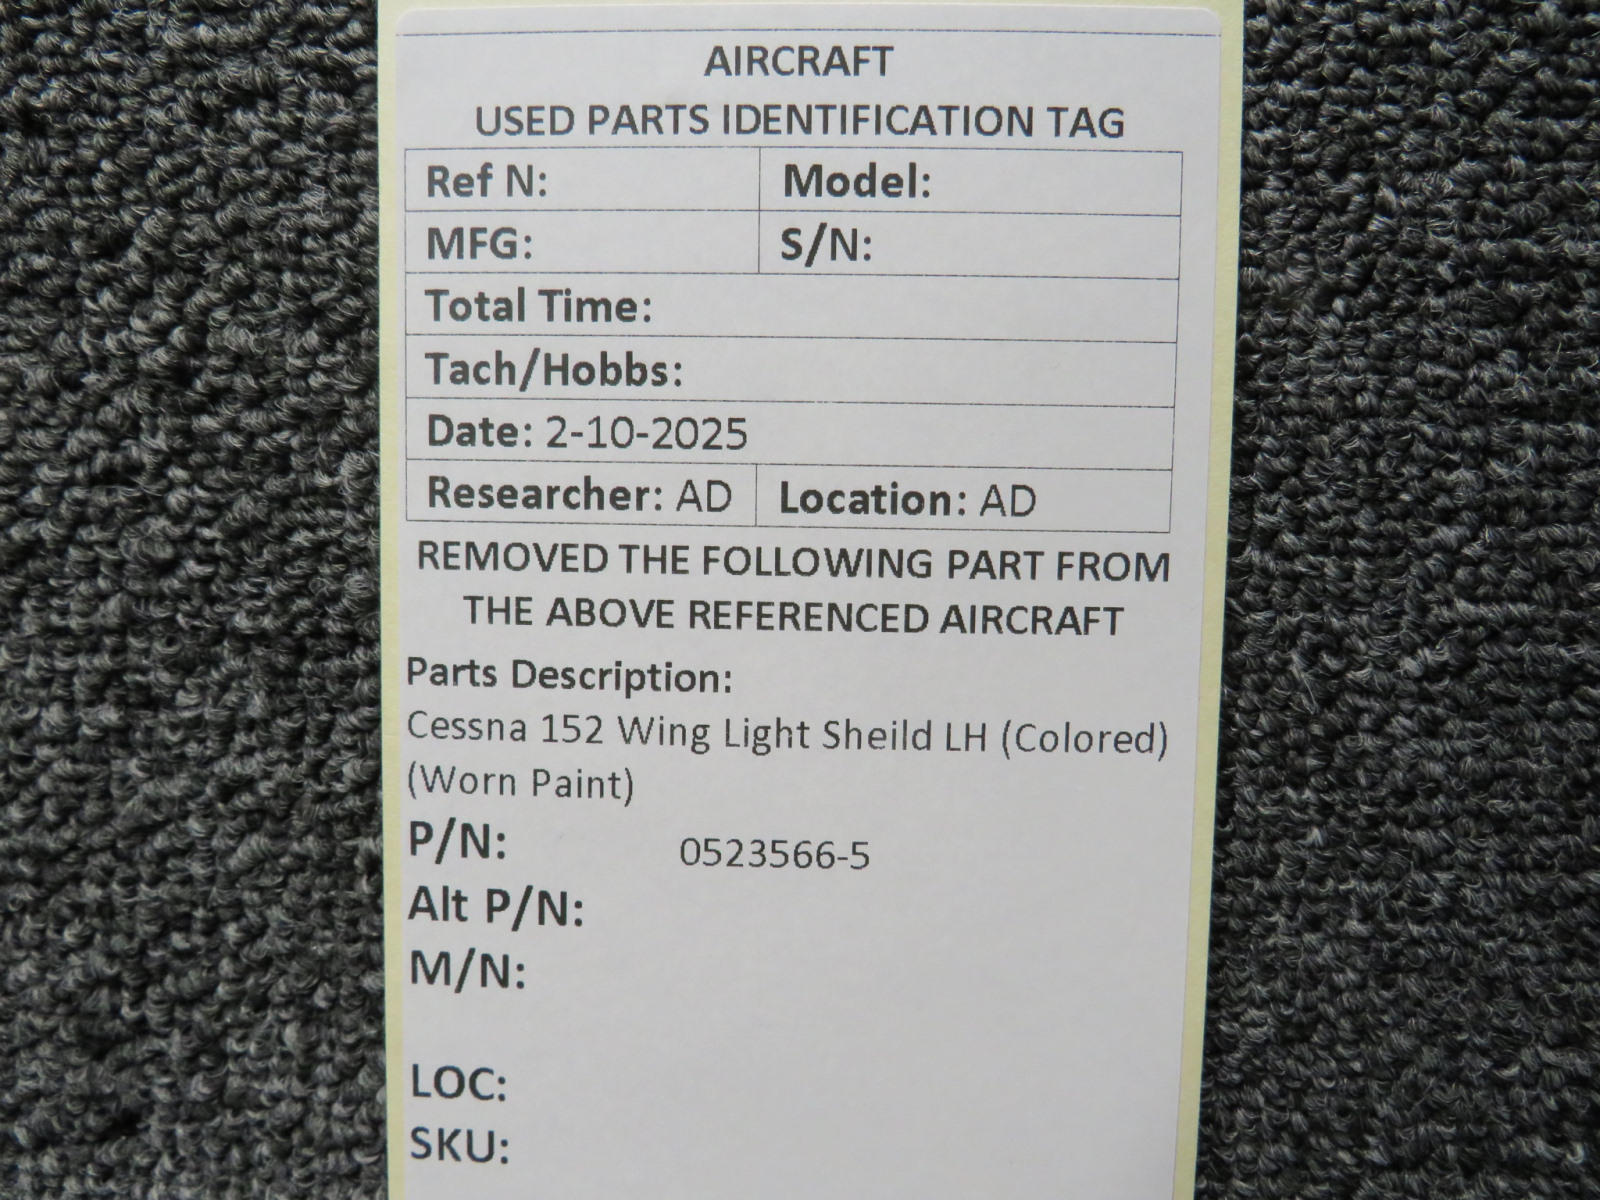 AIRCRAFT
USED PARTS IDENTIFICATION TAG
Ref N: Model:
MFG: S/N:
Total Time:
Tach/Hobbs:
Date: 2-10-2025
Researcher: AD Location: AD
REMOVED THE FOLLOWING PART FROM
THE ABOVE REFERENCED AIRCRAFT
Parts Description:
Cessna 152 Wing Light Sheild LH (Colored)
(Worn Paint)
P/N: 0523566-5
Alt P/N:
M/N:
LOC:
SKU: